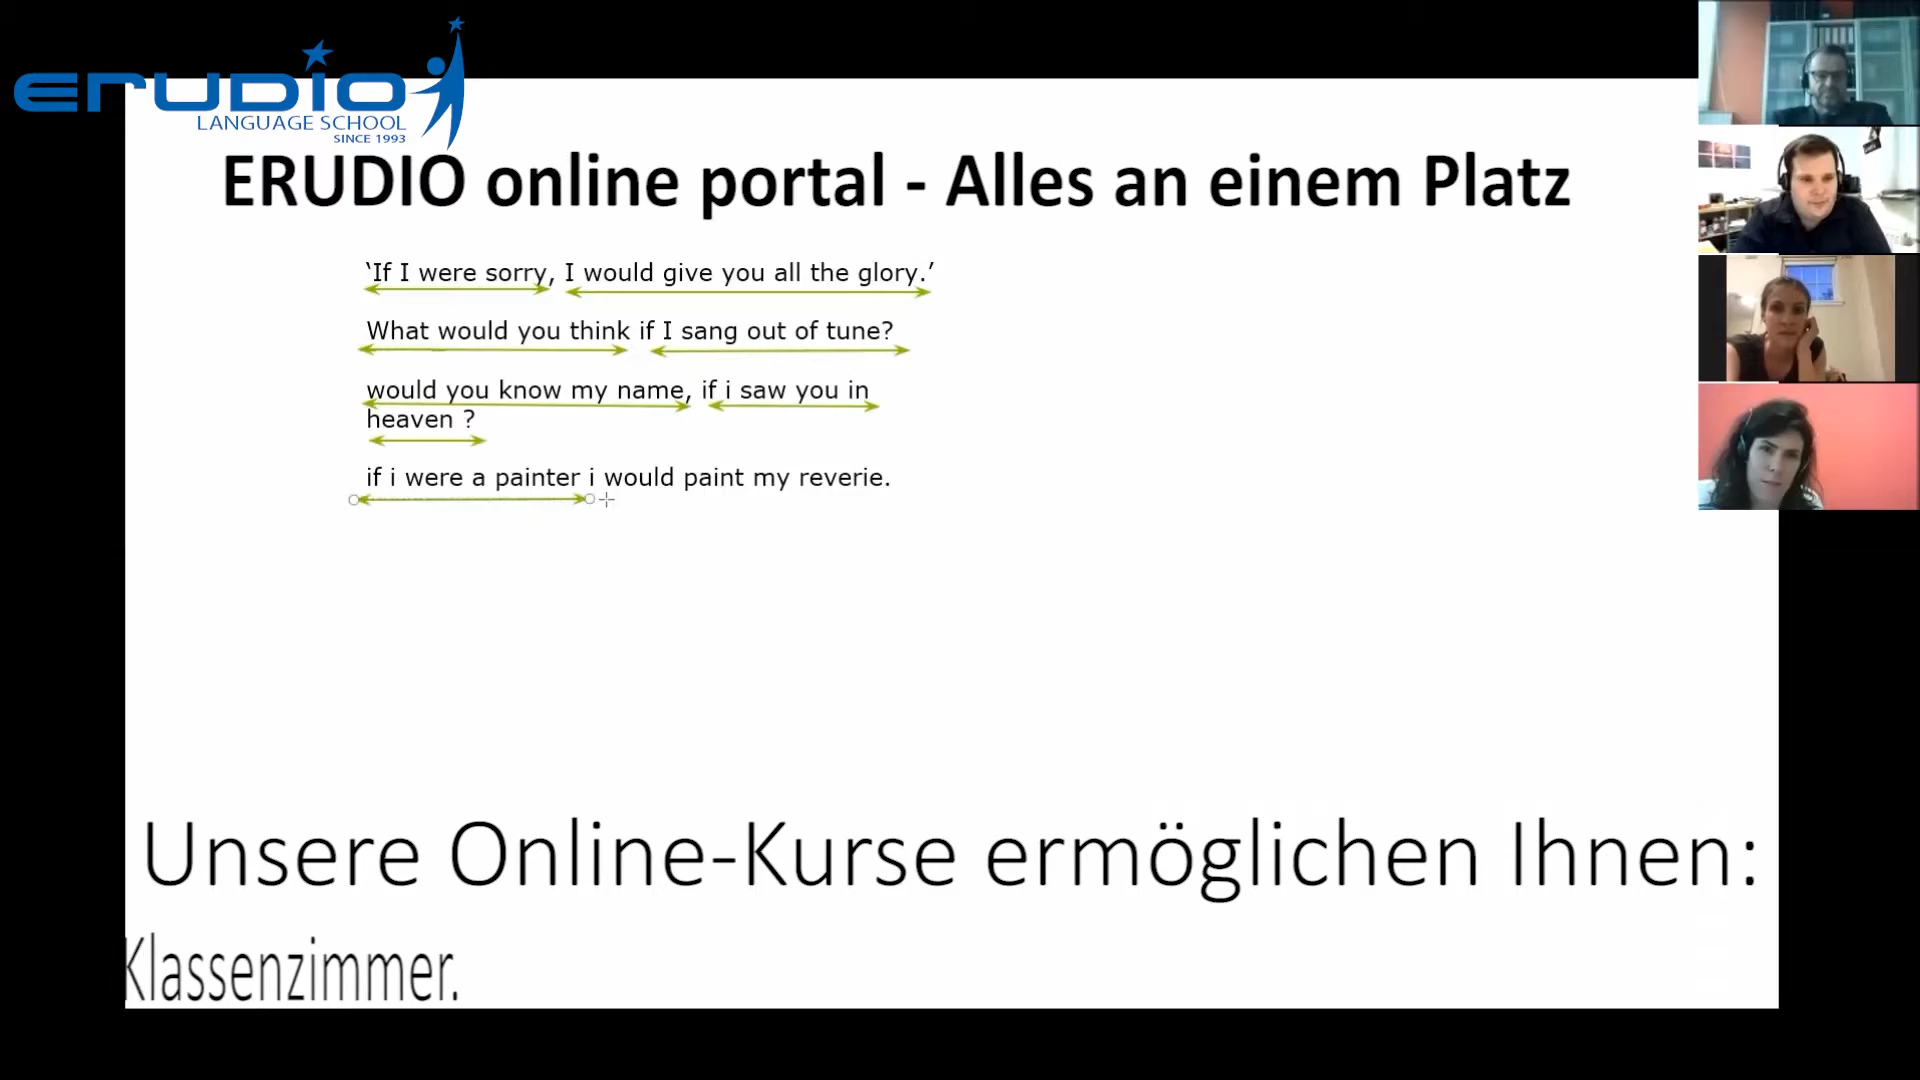 ERUDIO
LANGUAGE SCHOOL
SINCE 1993
ERUDIO online portal - Alles an einem Platz
‘If I were sorry, I would give you all the glory.’
What would you think if I sang out of tune?
would you know my name, if i saw you in
heaven ?
if i were a painter i would paint my reverie.
Unsere Online-Kurse ermöglichen Ihnen:
Klassenzimmer.